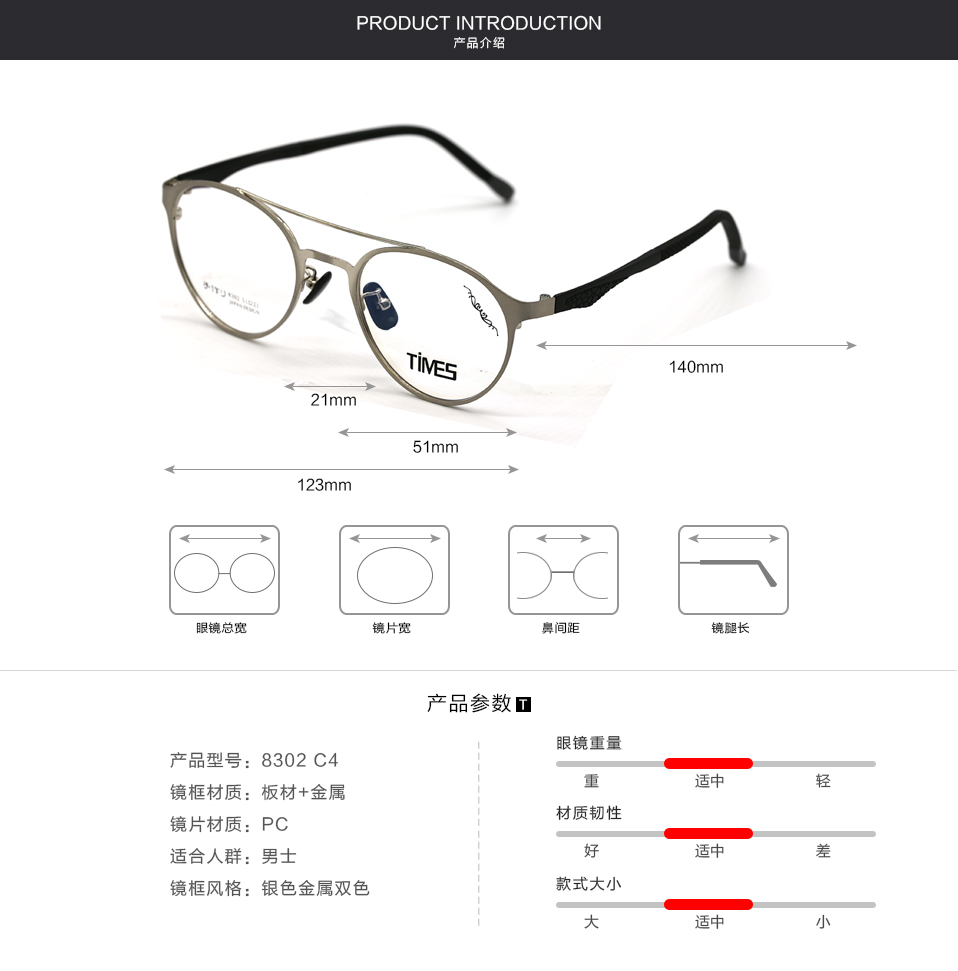 PRODUCT INTRODUCTION
产品介绍
TIMES
140mm
21mm
51mm
123mm
眼镜总宽
镜片宽
鼻间距
镜腿长
产品参数 T
产品型号：8302 C4
镜框材质：板材+金属
镜片材质：PC
适合人群：男士
镜框风格：银色金属双色
眼镜重量
重 适中 轻
材质韧性
好 适中 差
款式大小
大 适中 小